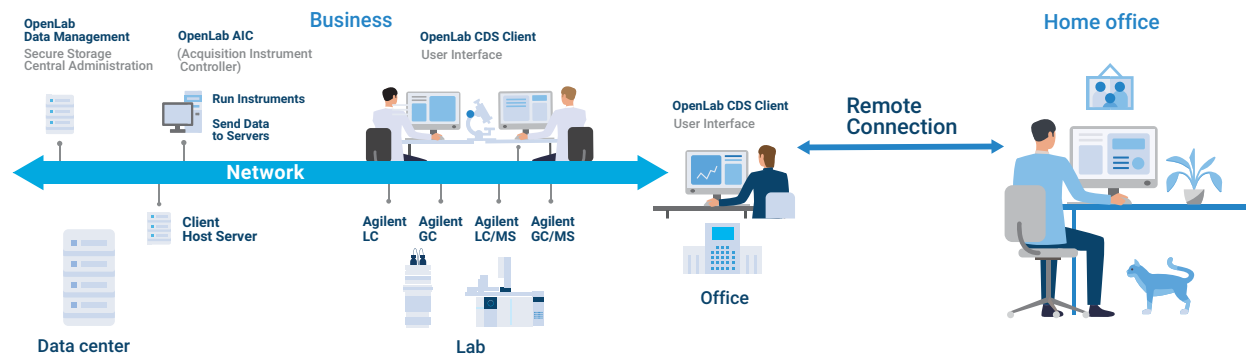 Business
Home office
OpenLab
Data Management
Secure Storage
Central Administration
OpenLab AIC
(Acquisition Instrument
Controller)
Run Instruments
Send Data
to Servers
OpenLab CDS Client
User Interface
OpenLab CDS Client
User Interface
Remote
Connection
Network
Client
Host Server
Agilent
LC
Agilent
GC
Agilent
LC/MS
Agilent
GC/MS
Office
Data center
Lab